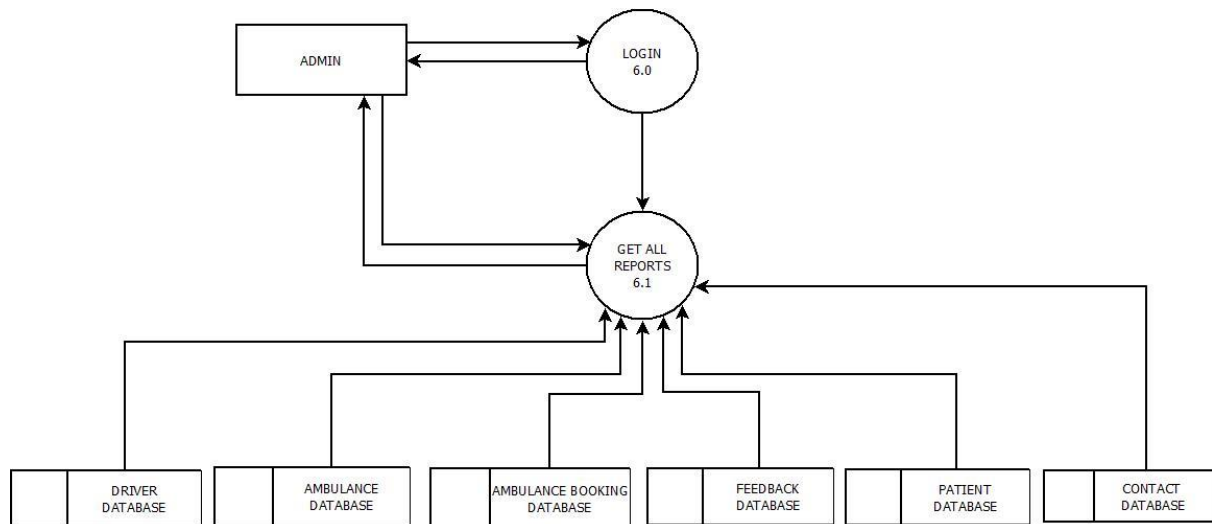 ADMIN
LOGIN
6.0
GET ALL
REPORTS
6.1
DRIVER
DATABASE
AMBULANCE
DATABASE
AMBULANCE BOOKING
DATABASE
FEEDBACK
DATABASE
PATIENT
DATABASE
CONTACT
DATABASE